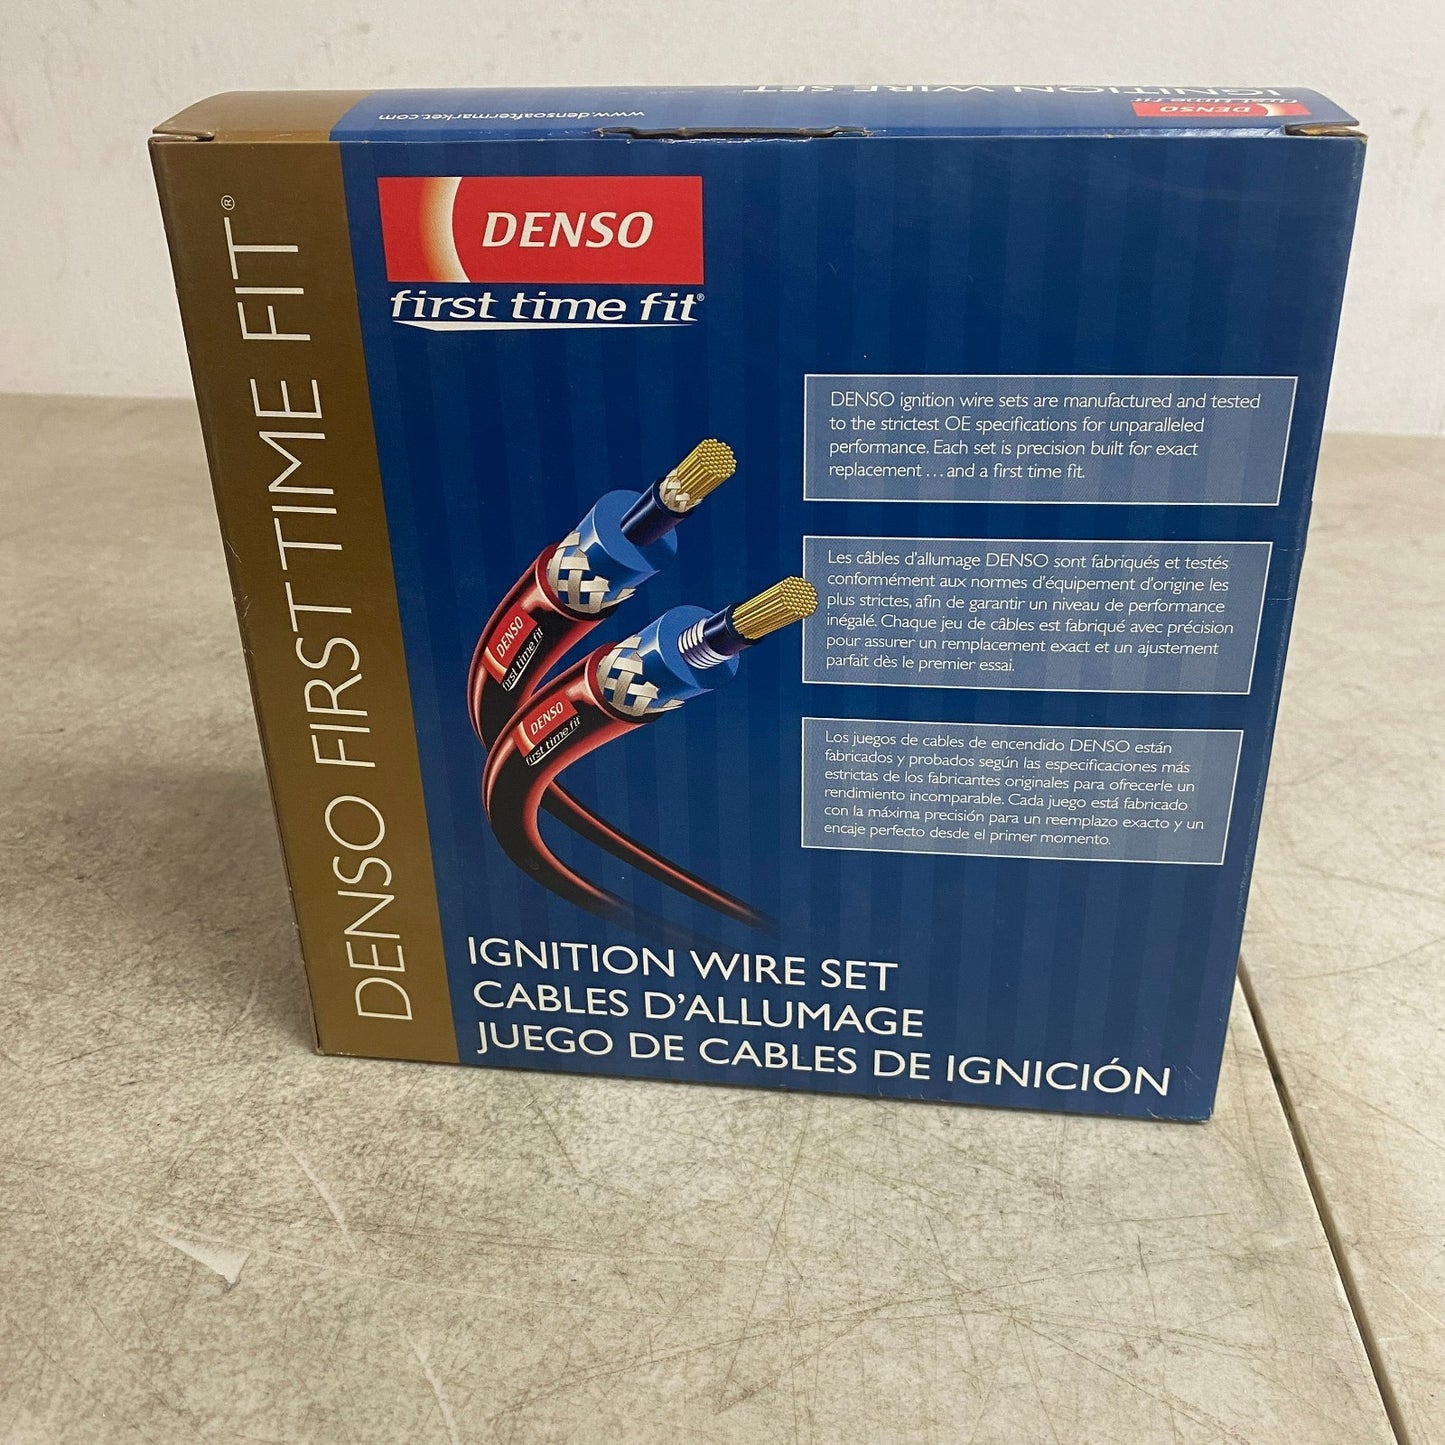 www.densoaftermarket.com
IGNITION WIRE SET
DENSO
first time fit
DENSO FIRST TIME FIT®
DENSO
first time fit®
DENSO ignition wire sets are manufactured and tested
to the strictest OE specifications for unparalleled
performance. Each set is precision built for exact
replacement ... and a first time fit.
Les câbles d'allumage DENSO sont fabriqués et testés
conformément aux normes d'équipement d'origine les
plus strictes, afin de garantir un niveau de performance
inégalé. Chaque jeu de câbles est fabriqué avec précision
pour assurer un remplacement exact et un ajustement
parfait dès le premier essai.
Los juegos de cables de encendido DENSO están
fabricados y probados según las especificaciones más
estrictas de los fabricantes originales para ofrecerle un
rendimiento incomparable. Cada juego está fabricado
con la máxima precisión para un reemplazo exacto y un
encaje perfecto desde el primer momento.
DENSO
first time fit
DENSO
first time fit
IGNITION WIRE SET
CABLES D'ALLUMAGE
JUEGO DE CABLES DE IGNICIÓN